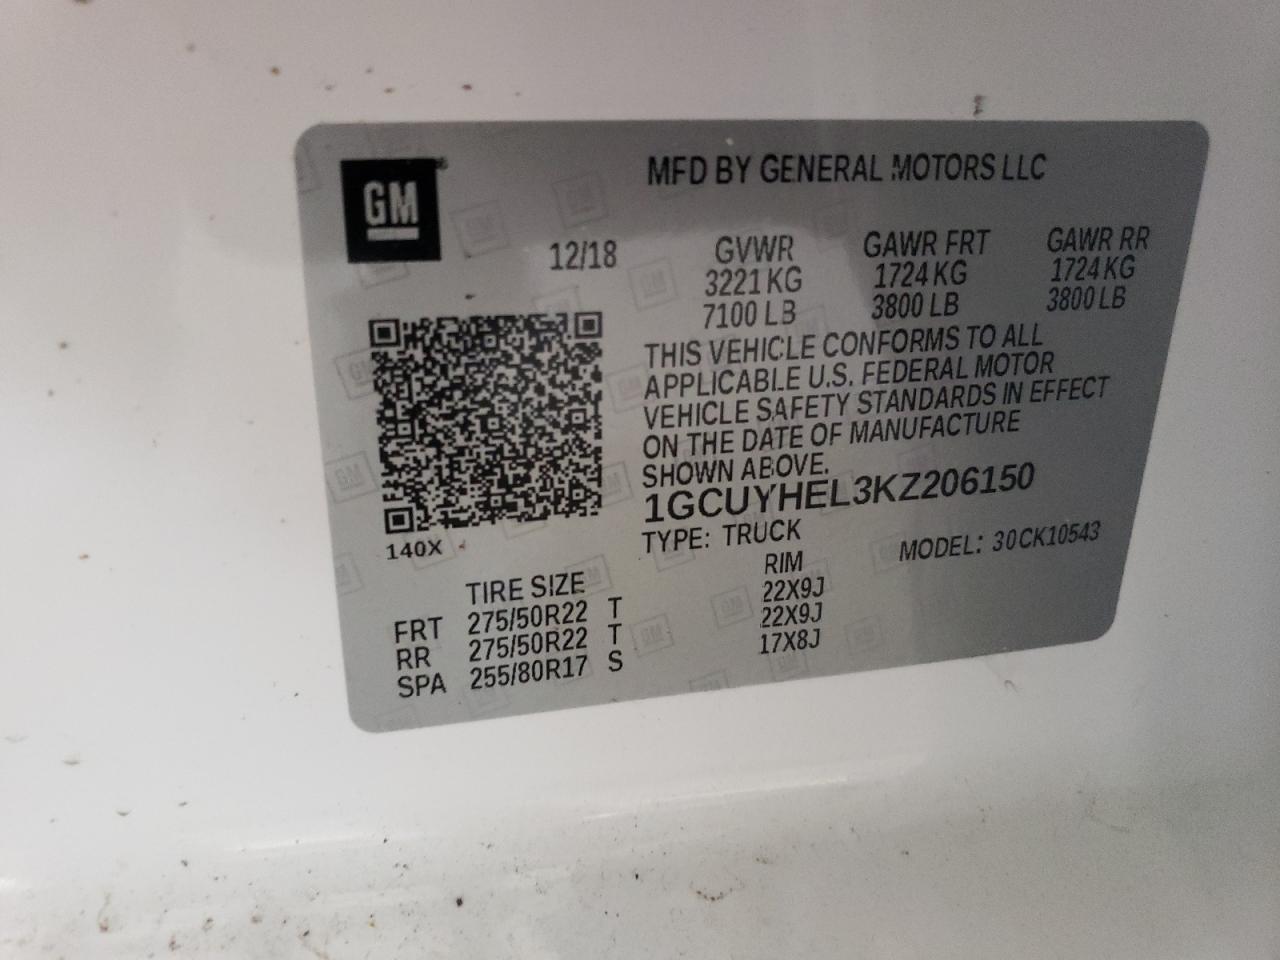 GM
MFD BY GENERAL MOTORS LLC
12/18 GVWR GAWR FRT GAWR RR
3221 KG 1724 KG 1724 KG
7100 LB 3800 LB 3800 LB
THIS VEHICLE CONFORMS TO ALL
APPLICABLE U.S. FEDERAL MOTOR
VEHICLE SAFETY STANDARDS IN EFFECT
ON THE DATE OF MANUFACTURE
SHOWN ABOVE.
1GCUYHEL3KZ206150
140X
TYPE: TRUCK MODEL: 30CK10543
TIRE SIZE RIM
FRT 275/50R22 T 22X9J
RR 275/50R22 T 22X9J
SPA 255/80R17 S 17X8J